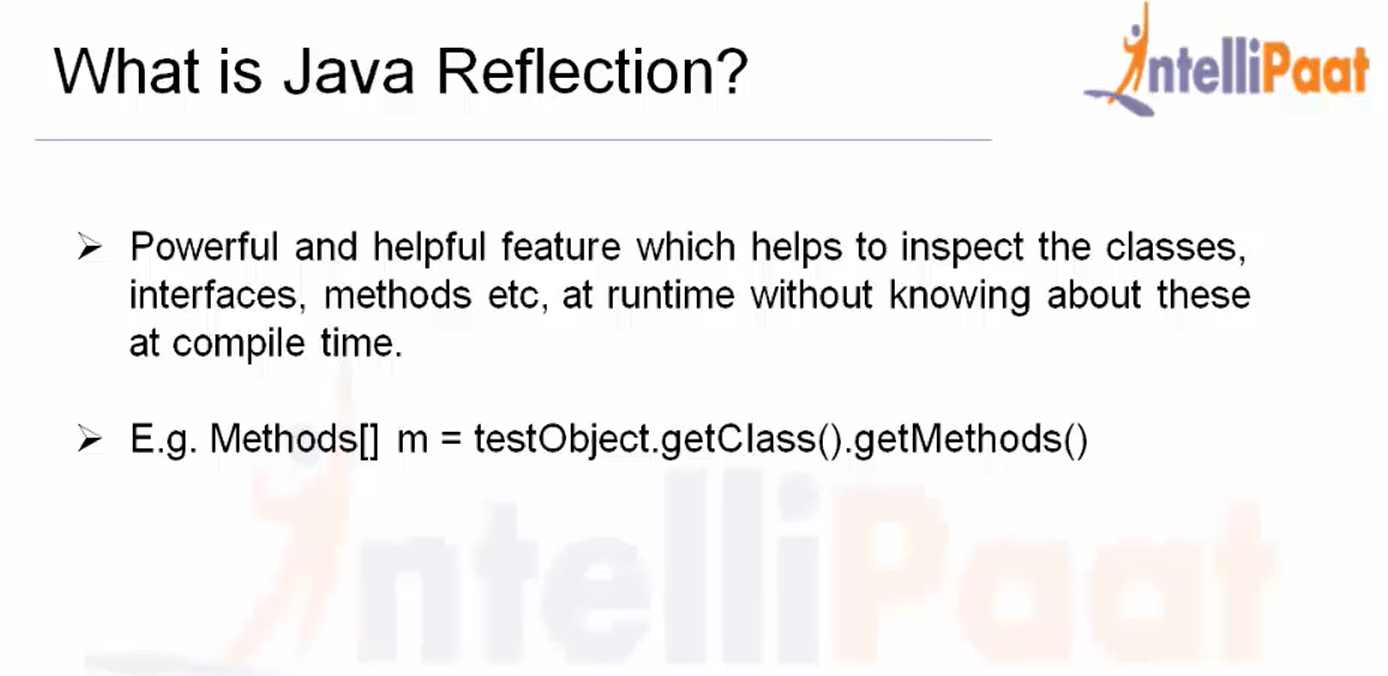 What is Java Reflection?
IntelliPaat
➢ Powerful and helpful feature which helps to inspect the classes,
interfaces, methods etc, at runtime without knowing about these
at compile time.
➢ E.g. Methods[] m = testObject.getClass().getMethods()
IntelliPaat